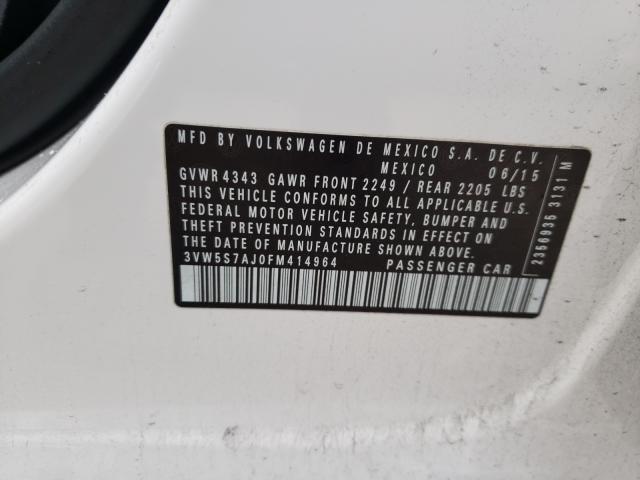 MFD BY VOLKSWAGEN DE MEXICO S.A. DE C.V.
MEXICO 06/15
GVWR 4343 GAWR FRONT 2249 / REAR 2205 LBS
THIS VEHICLE CONFORMS TO ALL APPLICABLE U.S.
FEDERAL MOTOR VEHICLE SAFETY, BUMPER AND
THEFT PREVENTION STANDARDS IN EFFECT ON
THE DATE OF MANUFACTURE SHOWN ABOVE.
3VW5S7AJ0FM414964 PASSENGER CAR
2356935 3131 M